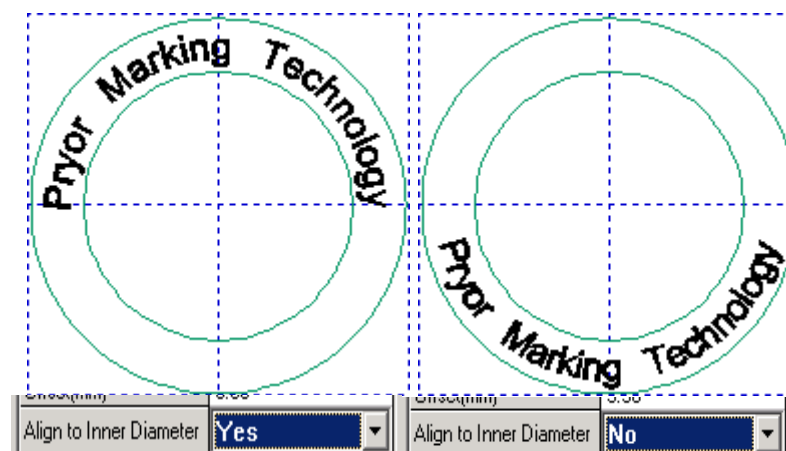 Pryor Marking Technology
Pryor Marking Technology
Align to Inner Diameter Yes
Align to Inner Diameter No